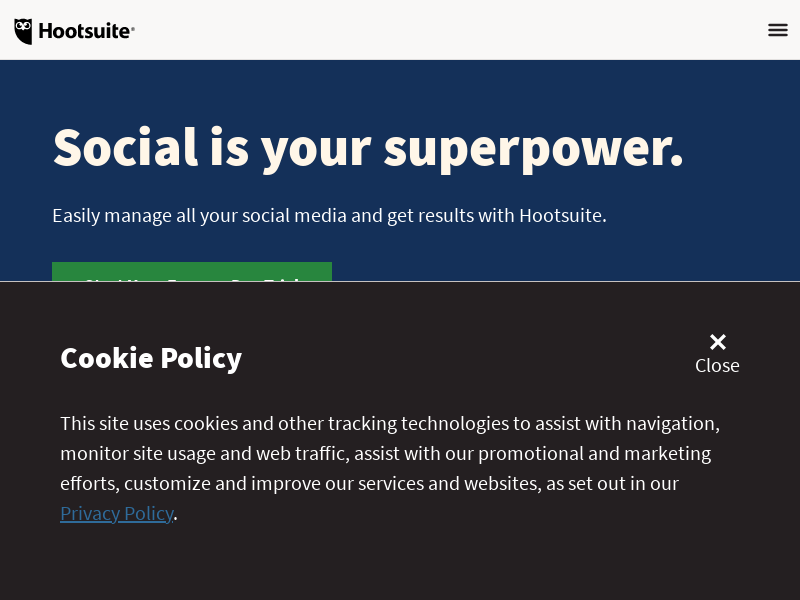 Hootsuite®
Social is your superpower.
Easily manage all your social media and get results with Hootsuite.
Cookie Policy
Close
This site uses cookies and other tracking technologies to assist with navigation,
monitor site usage and web traffic, assist with our promotional and marketing
efforts, customize and improve our services and websites, as set out in our
Privacy Policy.